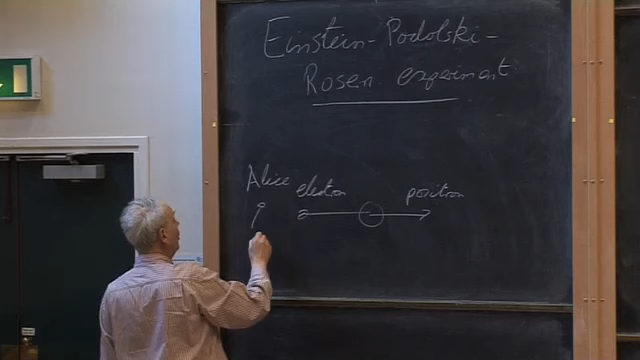 Einstein-Podolski-
Rosen experiment
Alice
electron
positron